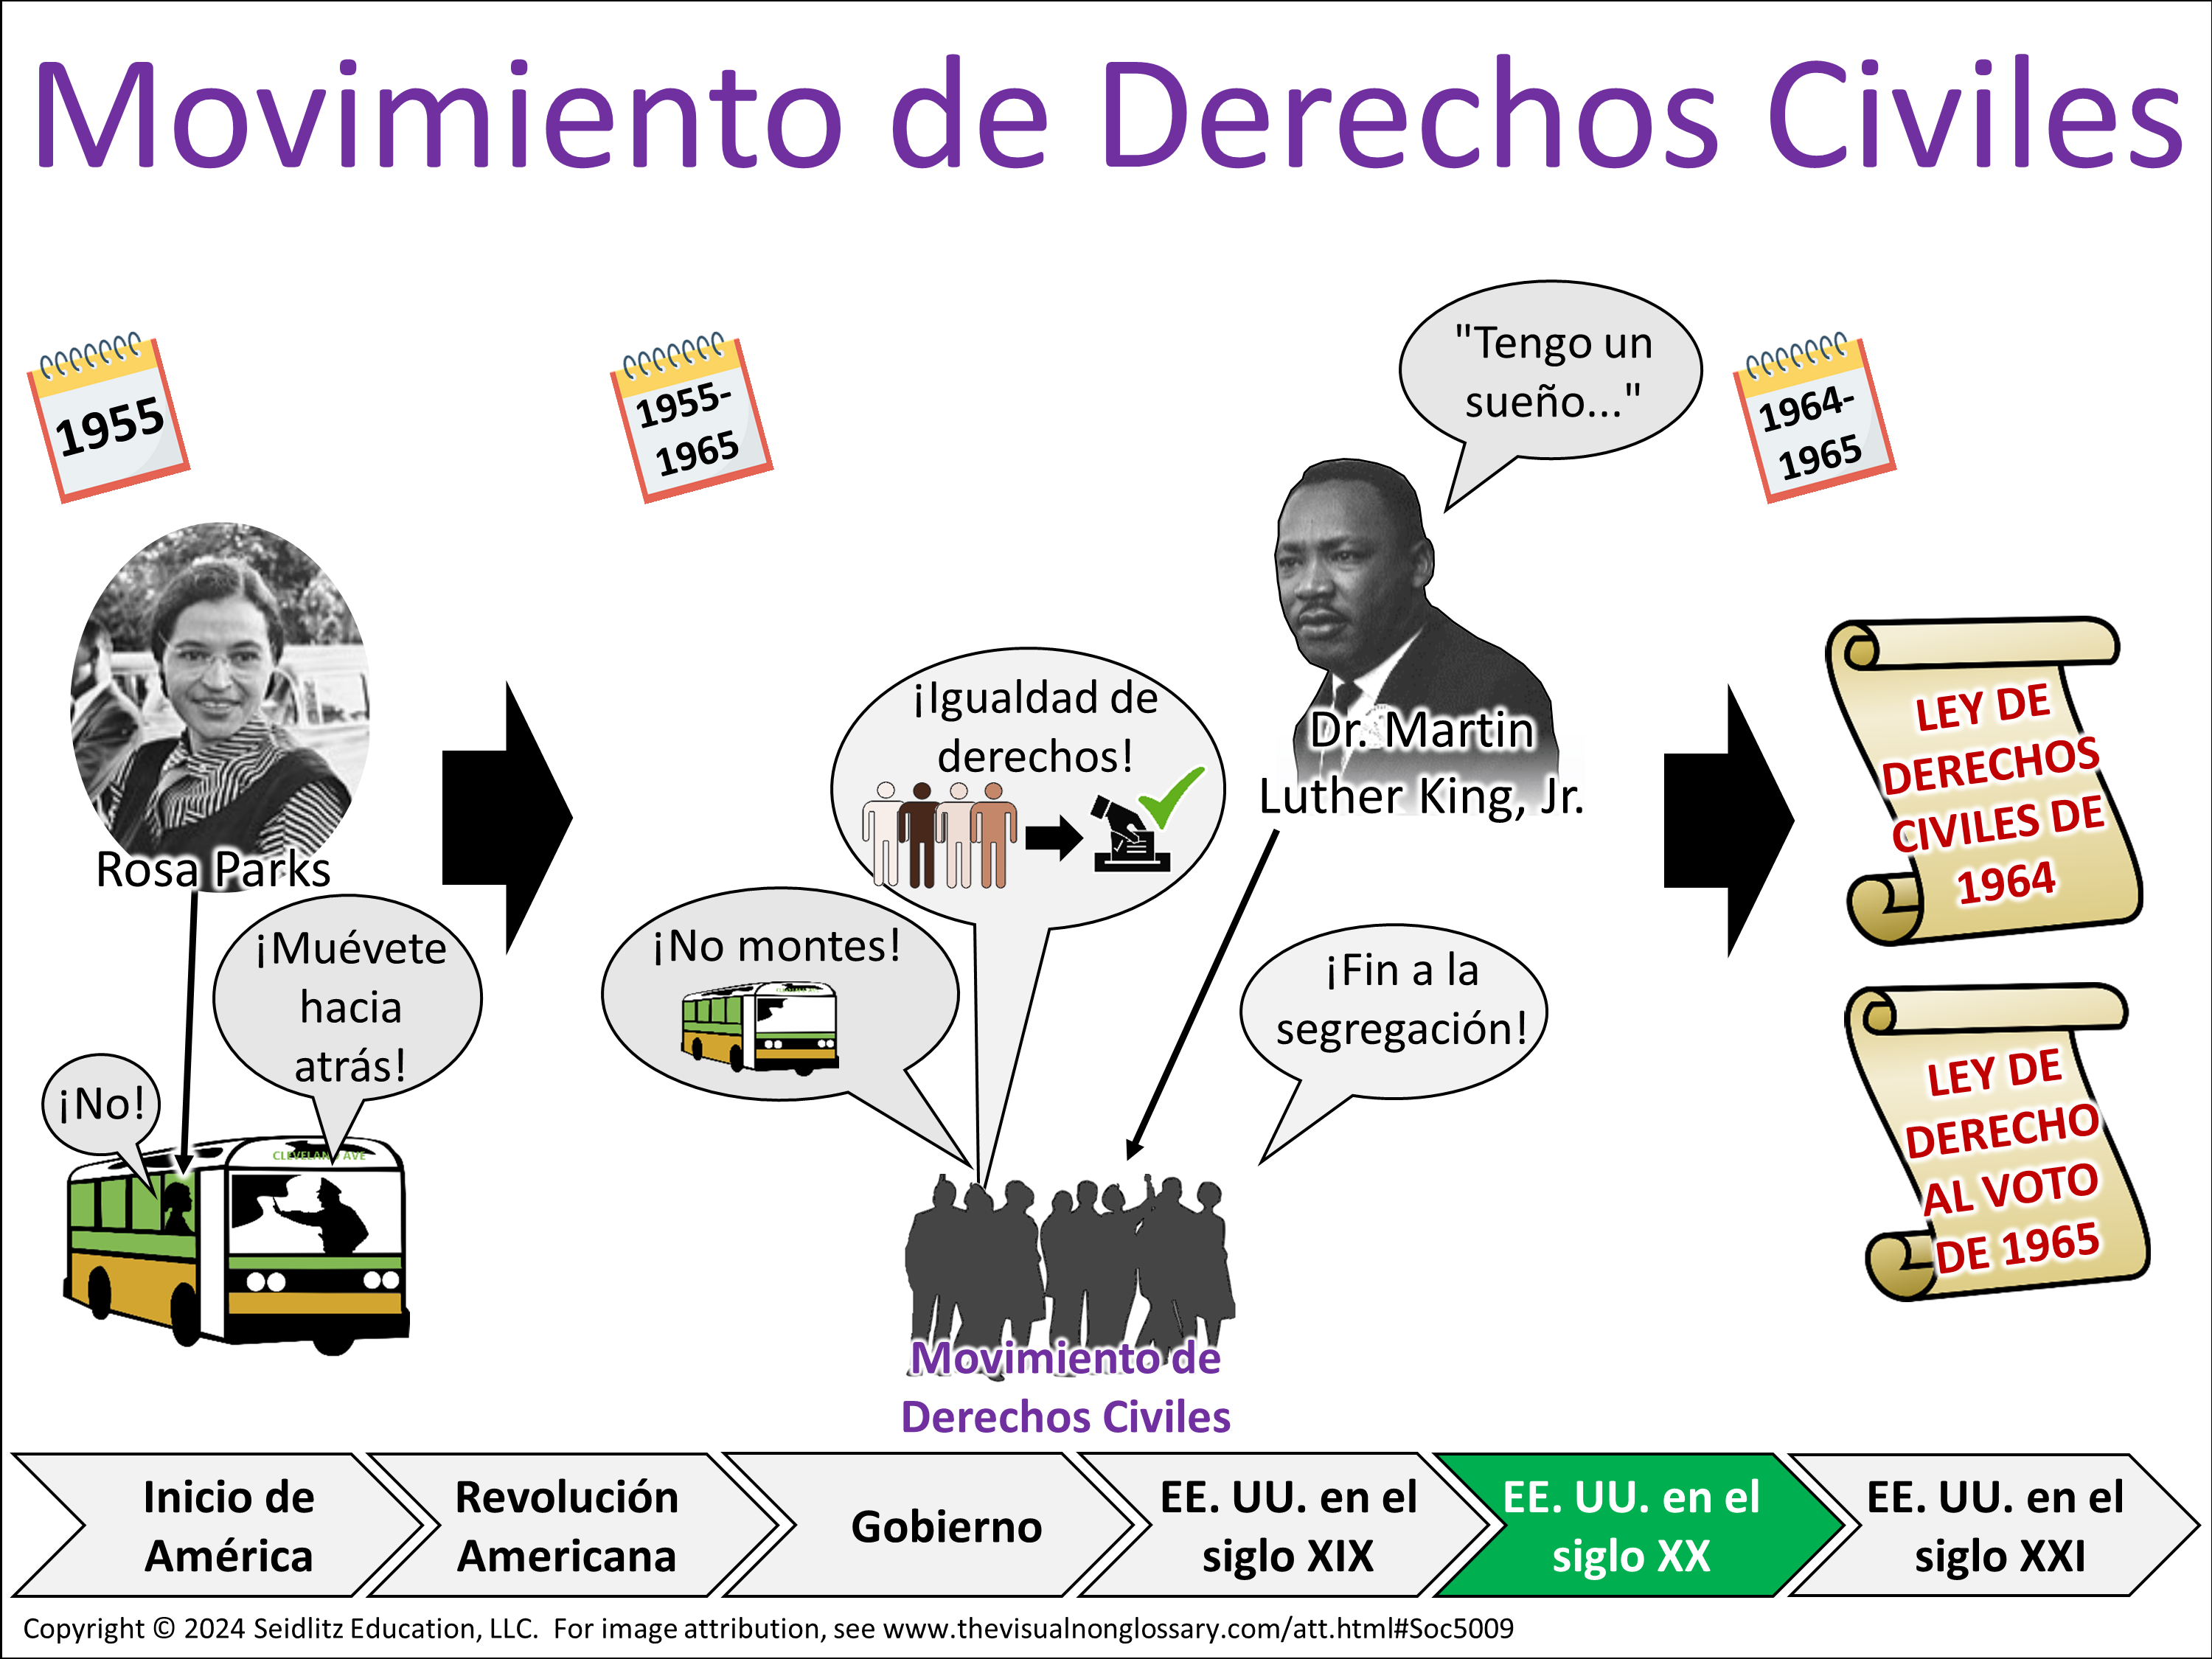 Movimiento de Derechos Civiles
1955
Rosa Parks
¡Muévete
hacia
atrás!
¡No!
CLEVELAND AVE
1955-
1965
¡Igualdad de
derechos!
¡No montes!
"Tengo un
sueño..."
Dr. Martin
Luther King, Jr.
¡Fin a la
segregación!
Movimiento de
Derechos Civiles
1964-
1965
LEY DE
DERECHOS
CIVILES DE
1964
LEY DE
DERECHO
AL VOTO
DE 1965
Inicio de
América
Revolución
Americana
Gobierno
EE. UU. en el
siglo XIX
EE. UU. en el
siglo XX
EE. UU. en el
siglo XXI
Copyright © 2024 Seidlitz Education, LLC.  For image attribution, see www.thevisualnonglossary.com/att.html#Soc5009